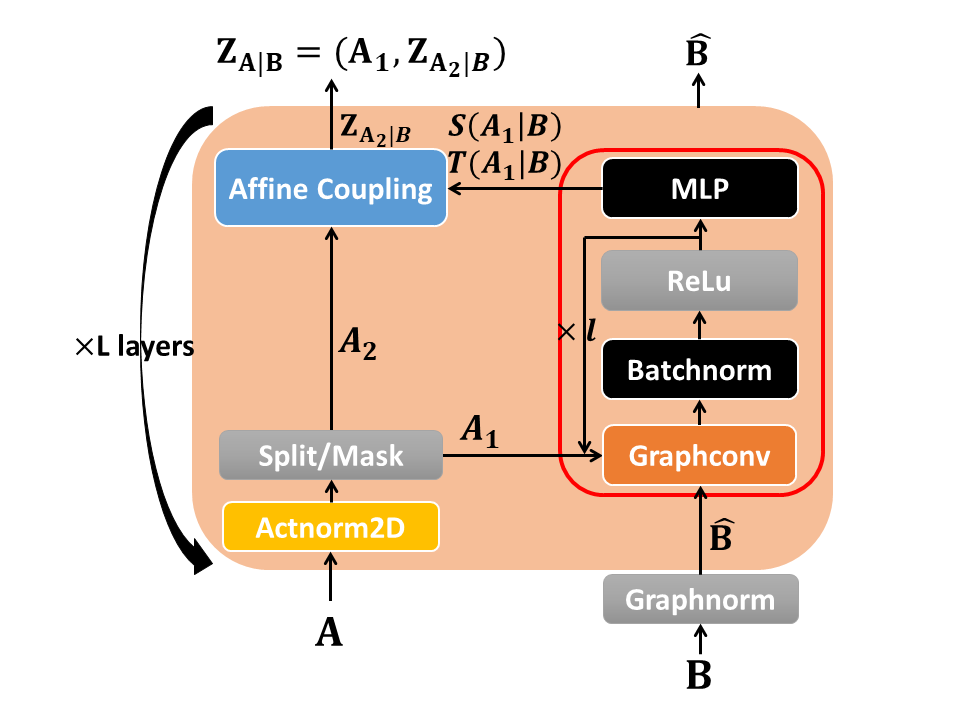 Z_{A|B} = (A_1, Z_{A_2|B})
B̂
Z_{A_2|B}
S(A_1|B)
T(A_1|B)
Affine Coupling
MLP
ReLu
× l
×L layers
A_2
Batchnorm
A_1
Split/Mask
Graphconv
Actnorm2D
B̂
Graphnorm
A
B